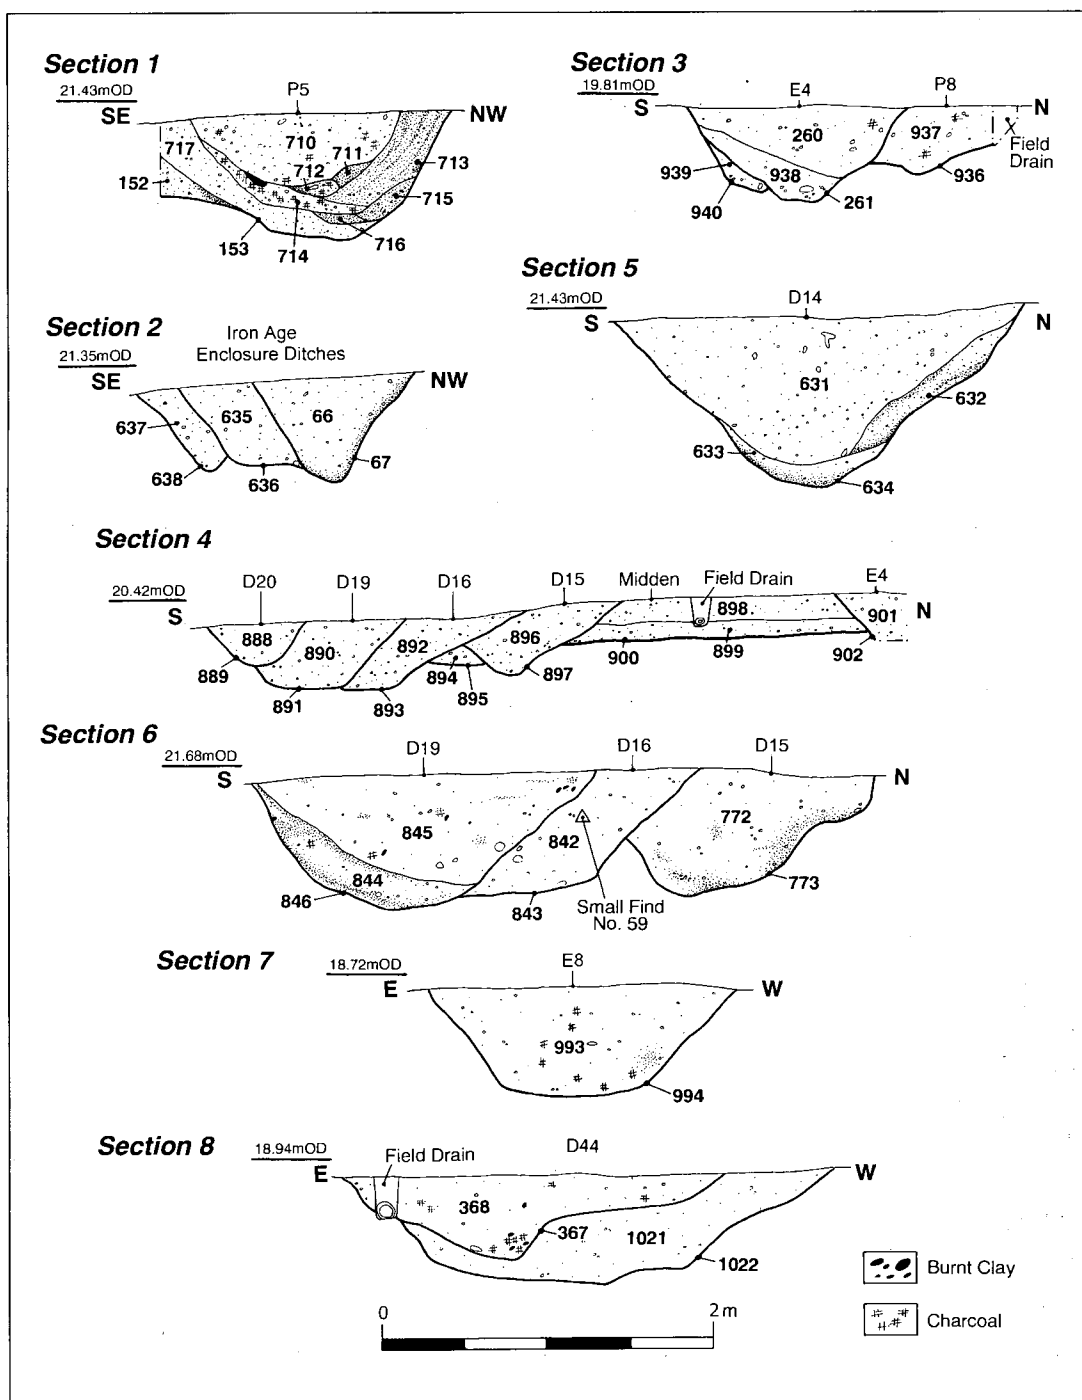 Section 1
21.43mOD
P5
SE
NW
710
717
711
712
713
152
715
153
714
716
Section 3
19.81mOD
E4
P8
S
N
260
937
Field
Drain
939
938
936
940
261
Section 2
Iron Age
Enclosure Ditches
21.35mOD
SE
NW
637
635
66
638
636
67
Section 5
21.43mOD
D14
S
N
631
632
633
634
Section 4
20.42mOD
D20
D19
D16
D15
Midden
Field Drain
E4
S
N
888
890
892
896
898
901
889
894
897
900
899
902
891
893
895
Section 6
21.68mOD
D19
D16
D15
S
N
845
842
772
844
846
843
773
Small Find
No. 59
Section 7
18.72mOD
E8
E
W
993
994
Section 8
18.94mOD
Field Drain
D44
E
W
368
367
1021
1022
Burnt Clay
Charcoal
0
2 m